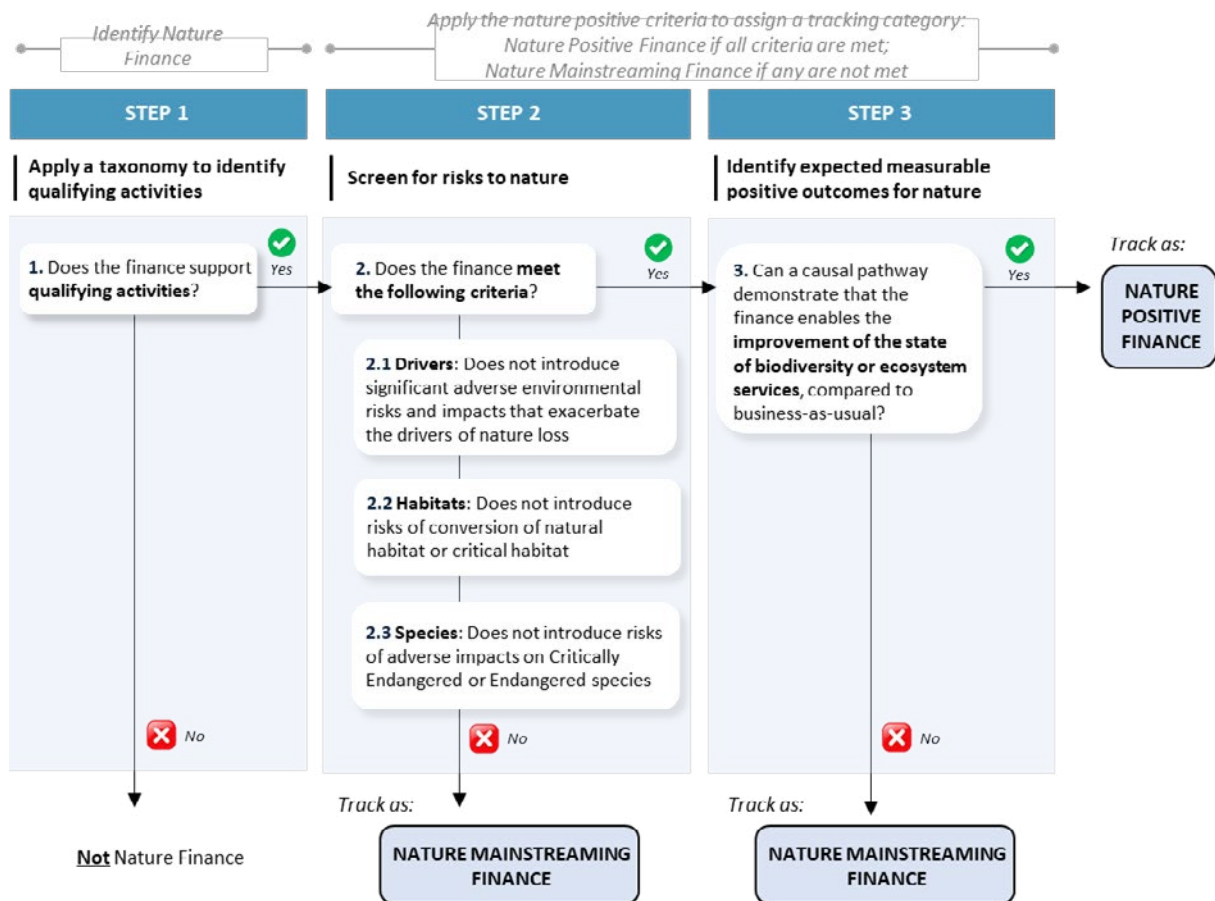 Identify Nature
Finance
Apply the nature positive criteria to assign a tracking category:
Nature Positive Finance if all criteria are met;
Nature Mainstreaming Finance if any are not met
STEP 1
STEP 2
STEP 3
Apply a taxonomy to identify
qualifying activities
Screen for risks to nature
Identify expected measurable
positive outcomes for nature
1. Does the finance support
qualifying activities?
Yes
2. Does the finance meet
the following criteria?
Yes
3. Can a causal pathway
demonstrate that the
finance enables the
improvement of the state
of biodiversity or ecosystem
services, compared to
business-as-usual?
Yes
Track as:
NATURE
POSITIVE
FINANCE
2.1 Drivers: Does not introduce
significant adverse environmental
risks and impacts that exacerbate
the drivers of nature loss
2.2 Habitats: Does not introduce
risks of conversion of natural
habitat or critical habitat
2.3 Species: Does not introduce risks
of adverse impacts on Critically
Endangered or Endangered species
No
No
No
Not Nature Finance
Track as:
NATURE MAINSTREAMING
FINANCE
Track as:
NATURE MAINSTREAMING
FINANCE